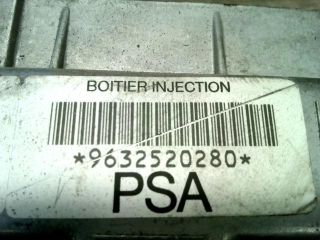 BOITIER INJECTION
*9632520280*
PSA